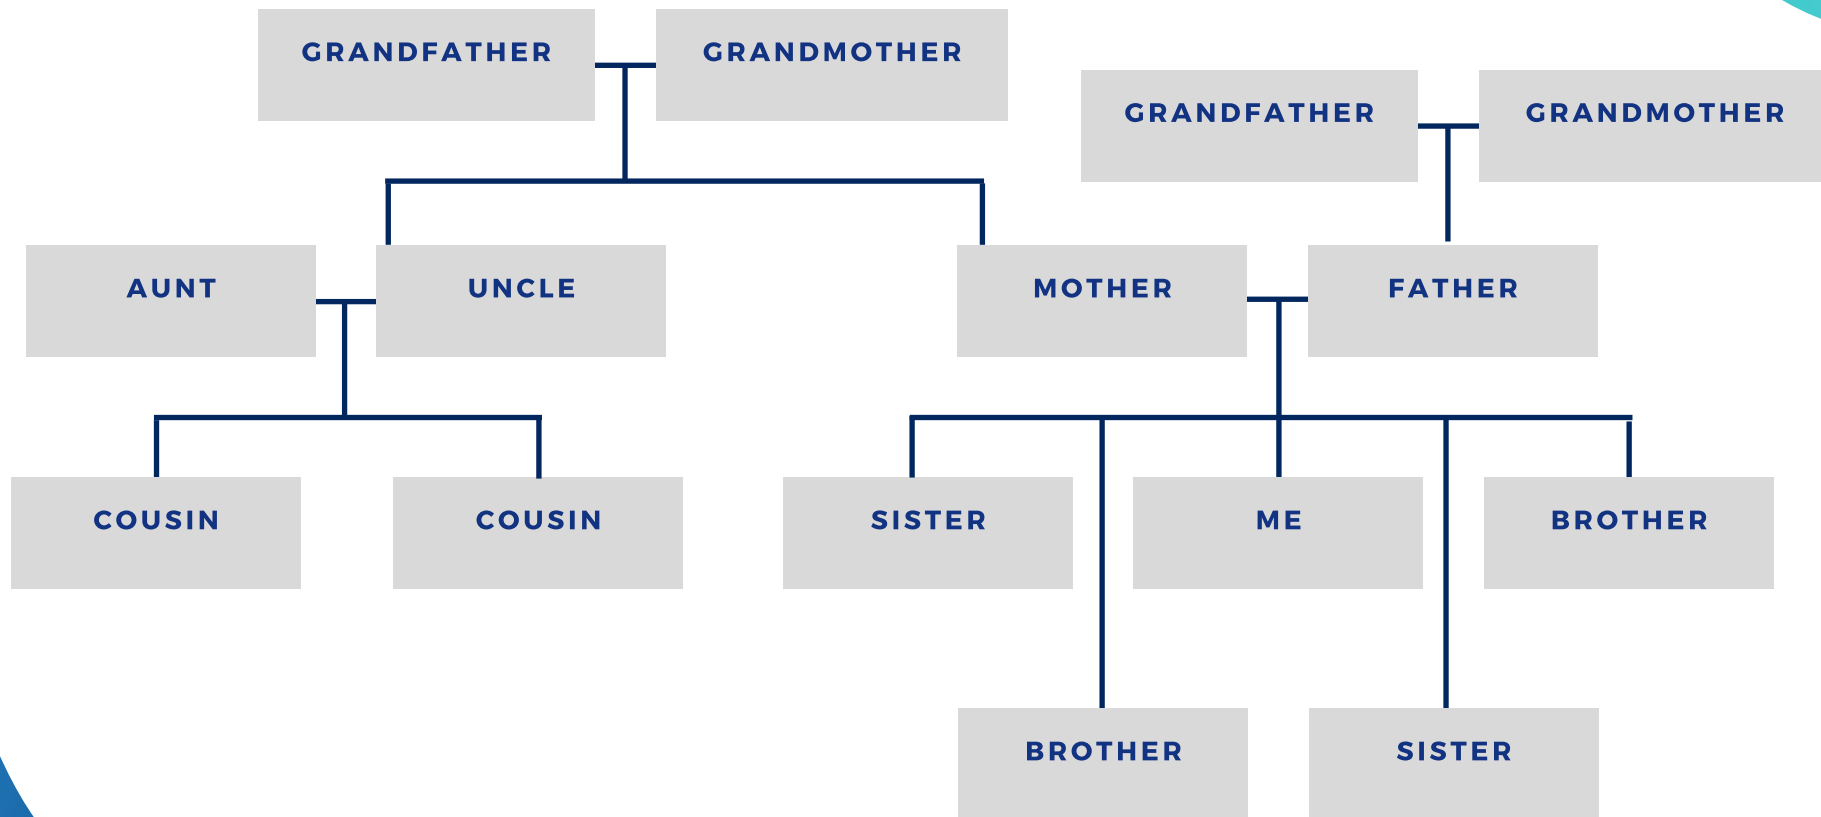 GRANDFATHER
GRANDMOTHER
GRANDFATHER
GRANDMOTHER
AUNT
UNCLE
MOTHER
FATHER
COUSIN
COUSIN
SISTER
ME
BROTHER
BROTHER
SISTER